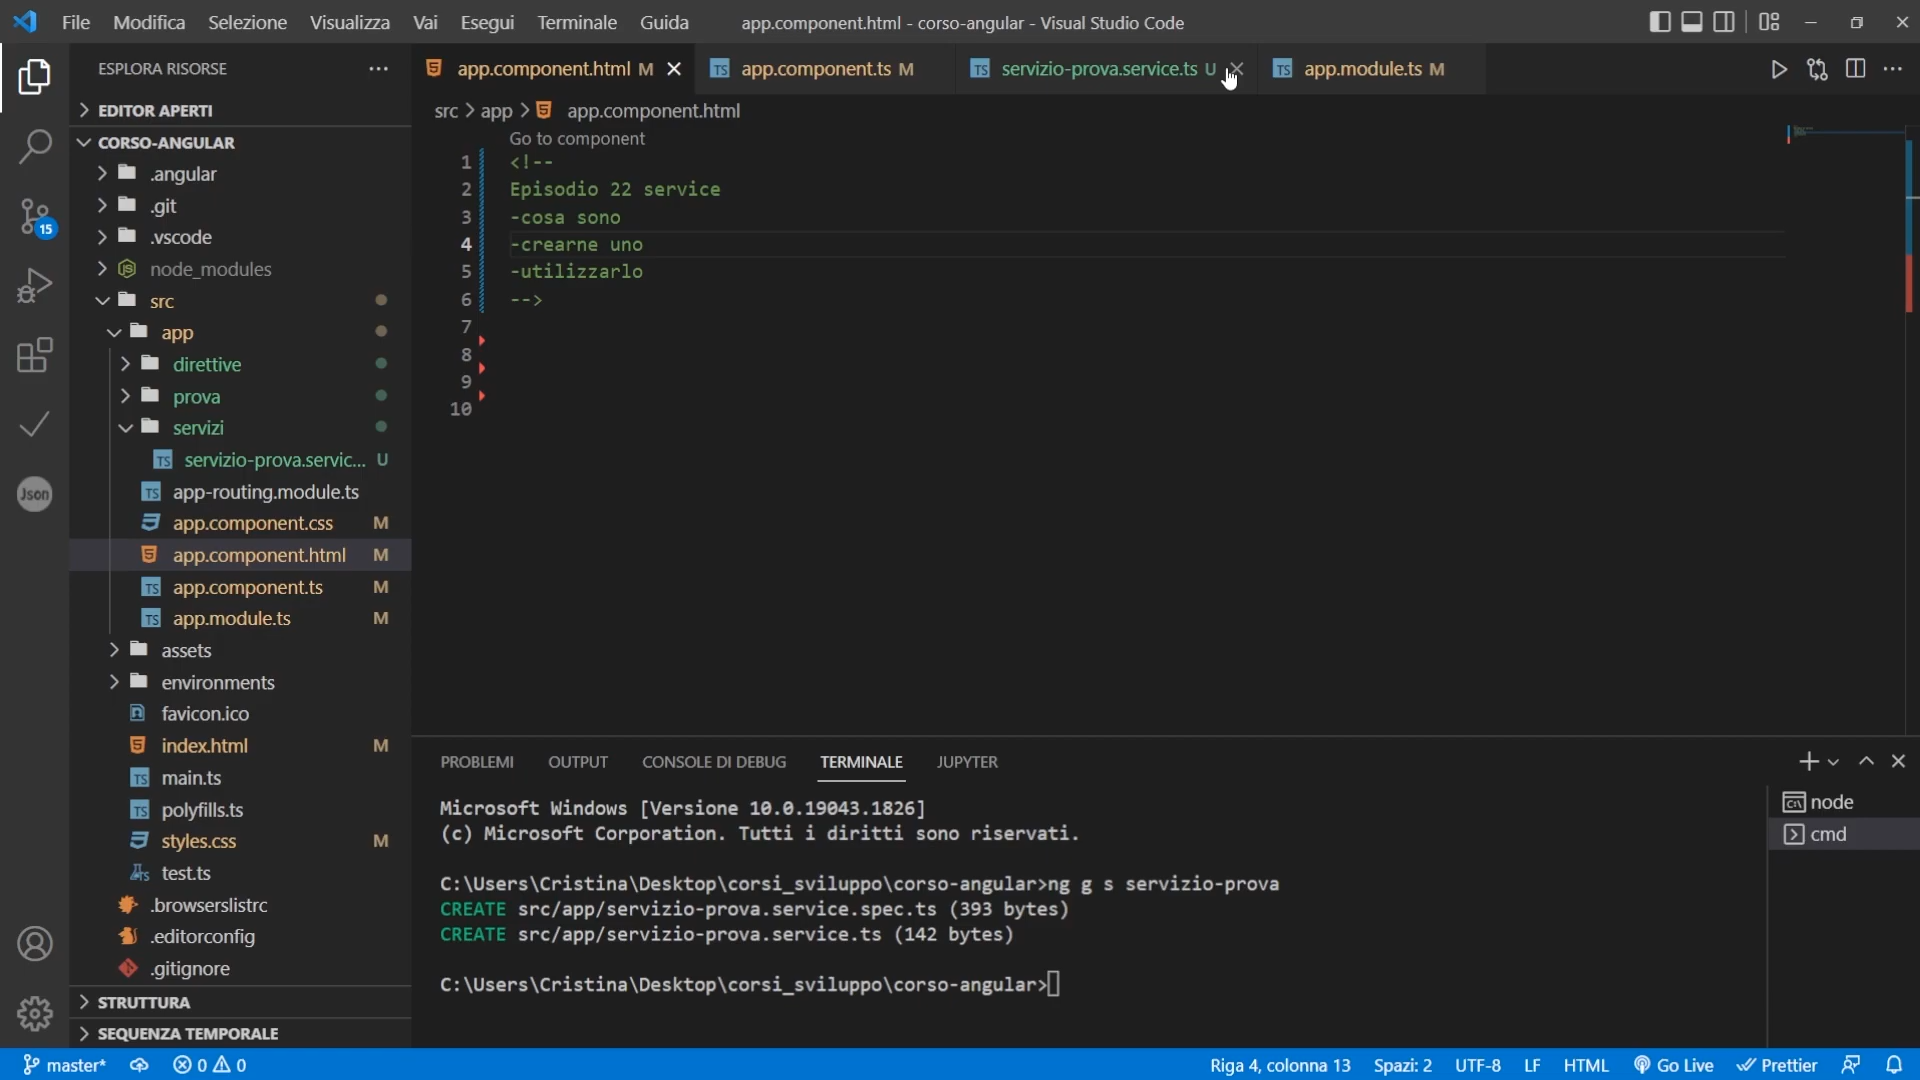 File Modifica Selezione Visualizza Vai Esegui Terminale Guida
app.component.html - corso-angular - Visual Studio Code
ESPLORA RISORSE
EDITOR APERTI
CORSO-ANGULAR
.angular
.git
.vscode
node_modules
src
app
direttive
prova
servizi
servizio-prova.servic... U
app-routing.module.ts
app.component.css M
app.component.html M
app.component.ts M
app.module.ts M
assets
environments
favicon.ico
index.html M
main.ts
polyfills.ts
styles.css M
test.ts
.browserslistrc
.editorconfig
.gitignore
STRUTTURA
SEQUENZA TEMPORALE
15
Json
app.component.html M
app.component.ts M
servizio-prova.service.ts U
app.module.ts M
src > app > app.component.html
Go to component
1 <!--
2 Episodio 22 service
3 -cosa sono
4 -crearne uno
5 -utilizzarlo
6 -->
7
8
9
10
PROBLEMI OUTPUT CONSOLE DI DEBUG TERMINALE JUPYTER
Microsoft Windows [Versione 10.0.19043.1826]
(c) Microsoft Corporation. Tutti i diritti sono riservati.
C:\Users\Cristina\Desktop\corsi_sviluppo\corso-angular>ng g s servizio-prova
CREATE src/app/servizio-prova.service.spec.ts (393 bytes)
CREATE src/app/servizio-prova.service.ts (142 bytes)
C:\Users\Cristina\Desktop\corsi_sviluppo\corso-angular>
node
cmd
master* 0 0
Riga 4, colonna 13 Spazi: 2 UTF-8 LF HTML Go Live Prettier